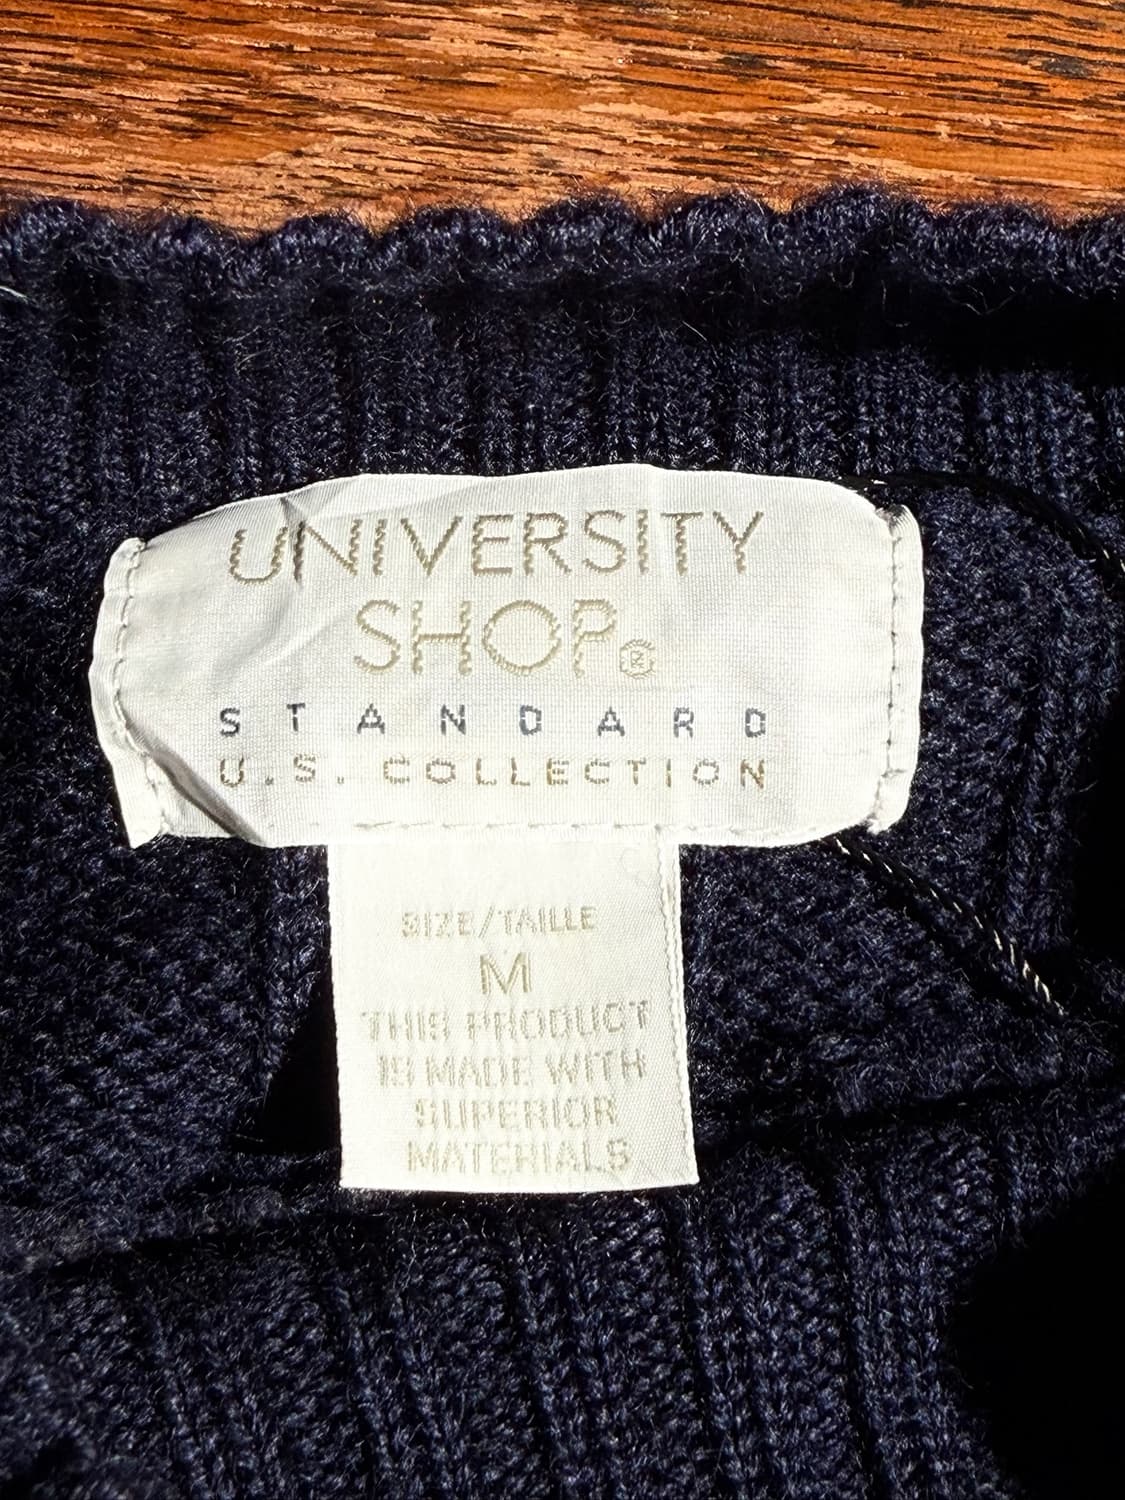 UNIVERSITY
SHOP®
STANDARD
U.S. COLLECTION
SIZE/TAILLE
M
THIS PRODUCT
IS MADE WITH
SUPERIOR
MATERIALS